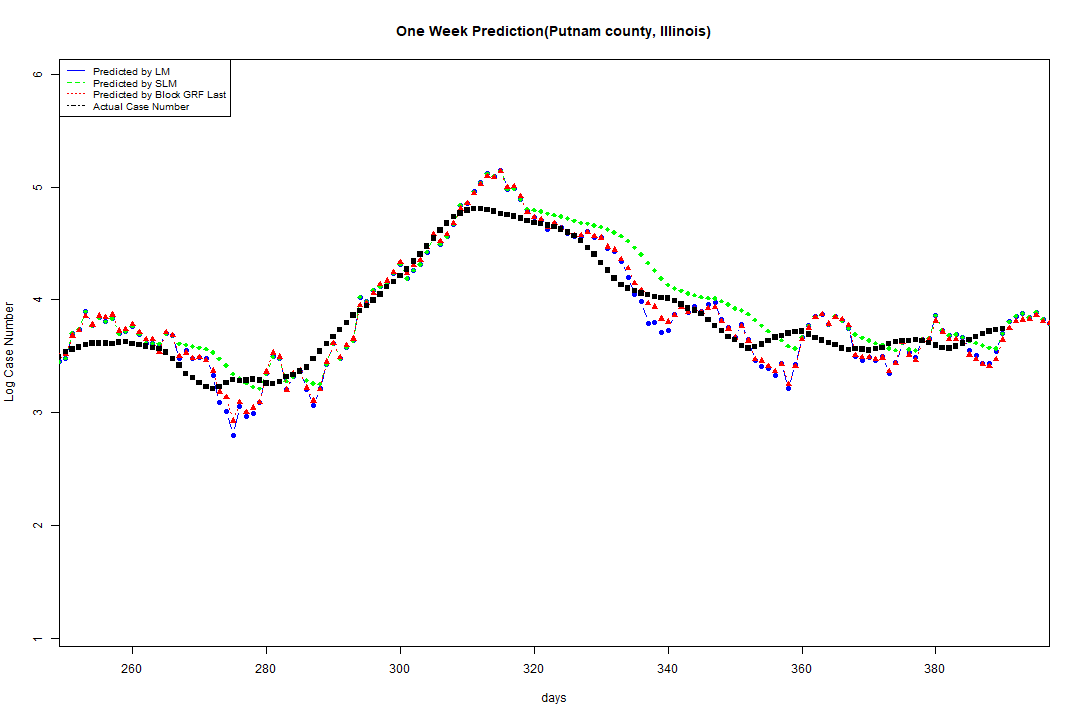 One Week Prediction(Putnam county, Illinois)
Predicted by LM
Predicted by SLM
Predicted by Block GRF Last
Actual Case Number
Log Case Number
6
5
4
3
2
1
260 280 300 320 340 360 380
days